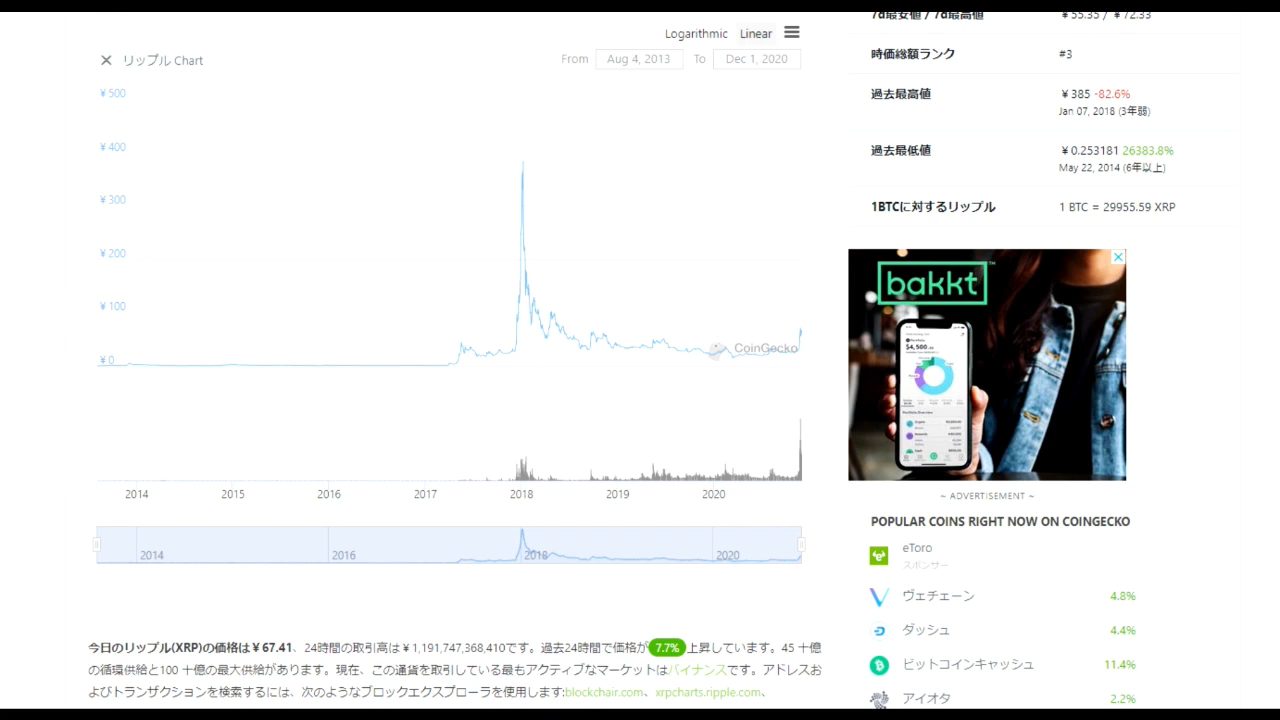 Logarithmic Linear
× リップル Chart
From Aug 4, 2013 To Dec 1, 2020
¥500
¥400
¥300
¥200
¥100
¥0
CoinGecko
2014 2015 2016 2017 2018 2019 2020
2014 2016 2018 2020
今日のリップル(XRP)の価格は¥67.41、24時間の取引高は¥1,191,747,368,410です。過去24時間で価格が 7.7% 上昇しています。45 十億
の循環供給と100 十億の最大供給があります。現在、この通貨を取引している最もアクティブなマーケットはバイナンスです。アドレスお
よびトランザクションを検索するには、次のようなブロックエクスプローラを使用します:blockchair.com、xrpcharts.ripple.com、
7d最安値 / 7d最高値 ¥55.35 / ¥72.33
時価総額ランク #3
過去最高値 ¥385 -82.6%
Jan 07, 2018 (3年弱)
過去最低値 ¥0.253181 26383.8%
May 22, 2014 (6年以上)
1BTCに対するリップル 1 BTC = 29955.59 XRP
bakkt™
~ ADVERTISEMENT ~
POPULAR COINS RIGHT NOW ON COINGECKO
eToro
スポンサー
ヴェチェーン 4.8%
ダッシュ 4.4%
ビットコインキャッシュ 11.4%
アイオタ 2.2%